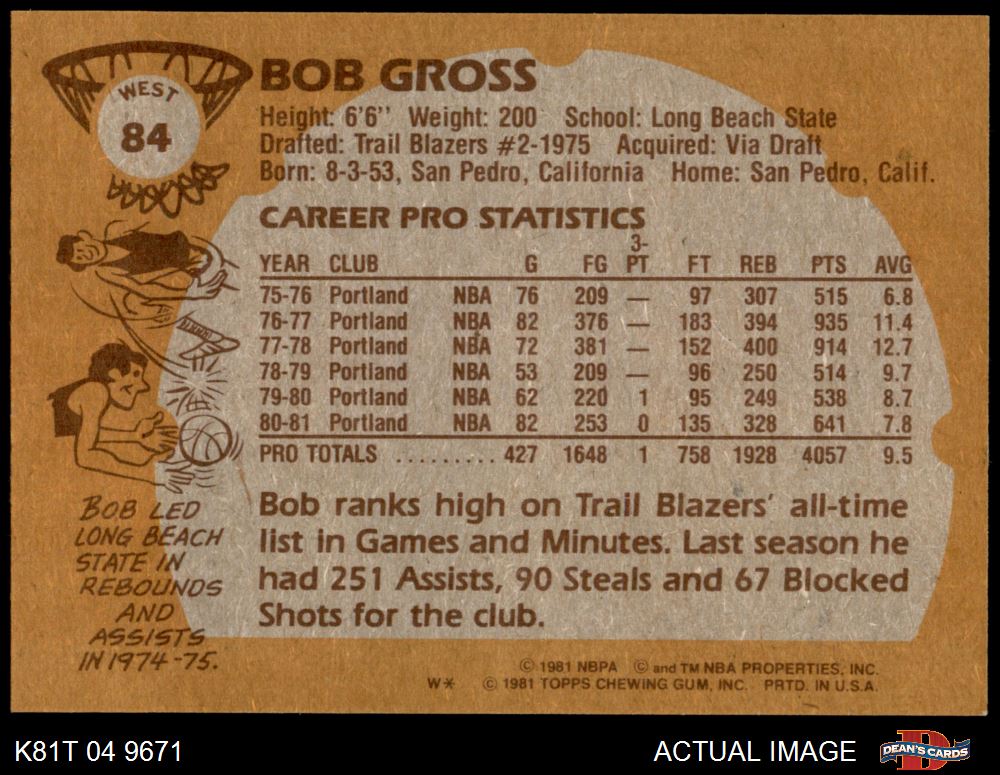 WEST
84
BOB GROSS
Height: 6'6'' Weight: 200 School: Long Beach State
Drafted: Trail Blazers #2-1975 Acquired: Via Draft
Born: 8-3-53, San Pedro, California Home: San Pedro, Calif.
CAREER PRO STATISTICS
YEAR CLUB G FG 3-PT FT REB PTS AVG
75-76 Portland NBA 76 209 — 97 307 515 6.8
76-77 Portland NBA 82 376 — 183 394 935 11.4
77-78 Portland NBA 72 381 — 152 400 914 12.7
78-79 Portland NBA 53 209 — 96 250 514 9.7
79-80 Portland NBA 62 220 1 95 249 538 8.7
80-81 Portland NBA 82 253 0 135 328 641 7.8
PRO TOTALS .......... 427 1648 1 758 1928 4057 9.5
Bob ranks high on Trail Blazers' all-time
list in Games and Minutes. Last season he
had 251 Assists, 90 Steals and 67 Blocked
Shots for the club.
BOB LED
LONG BEACH
STATE IN
REBOUNDS
AND
ASSISTS
IN 1974-75.
© 1981 NBPA © and TM NBA PROPERTIES, INC.
W* © 1981 TOPPS CHEWING GUM, INC. PRTD. IN U.S.A.
K81T 04 9671
ACTUAL IMAGE
D
DEAN'S CARDS